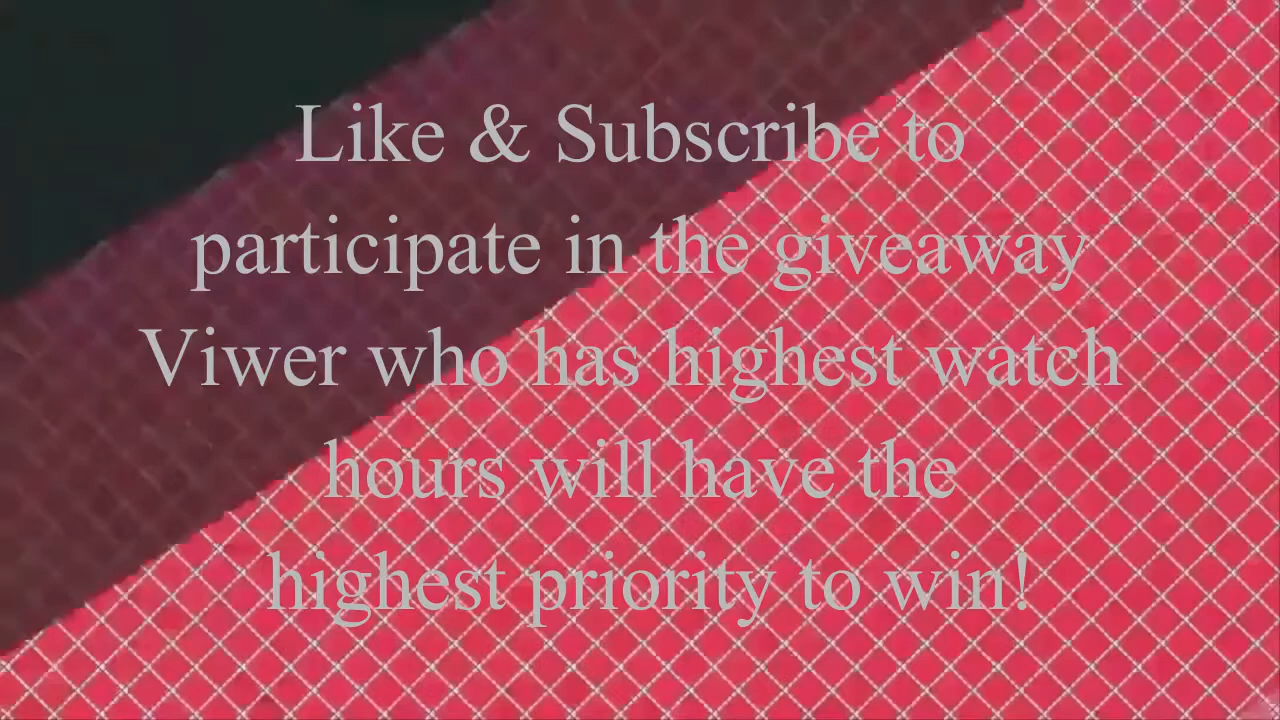 Like & Subscribe to
participate in the giveaway
Viwer who has highest watch
hours will have the
highest priority to win!